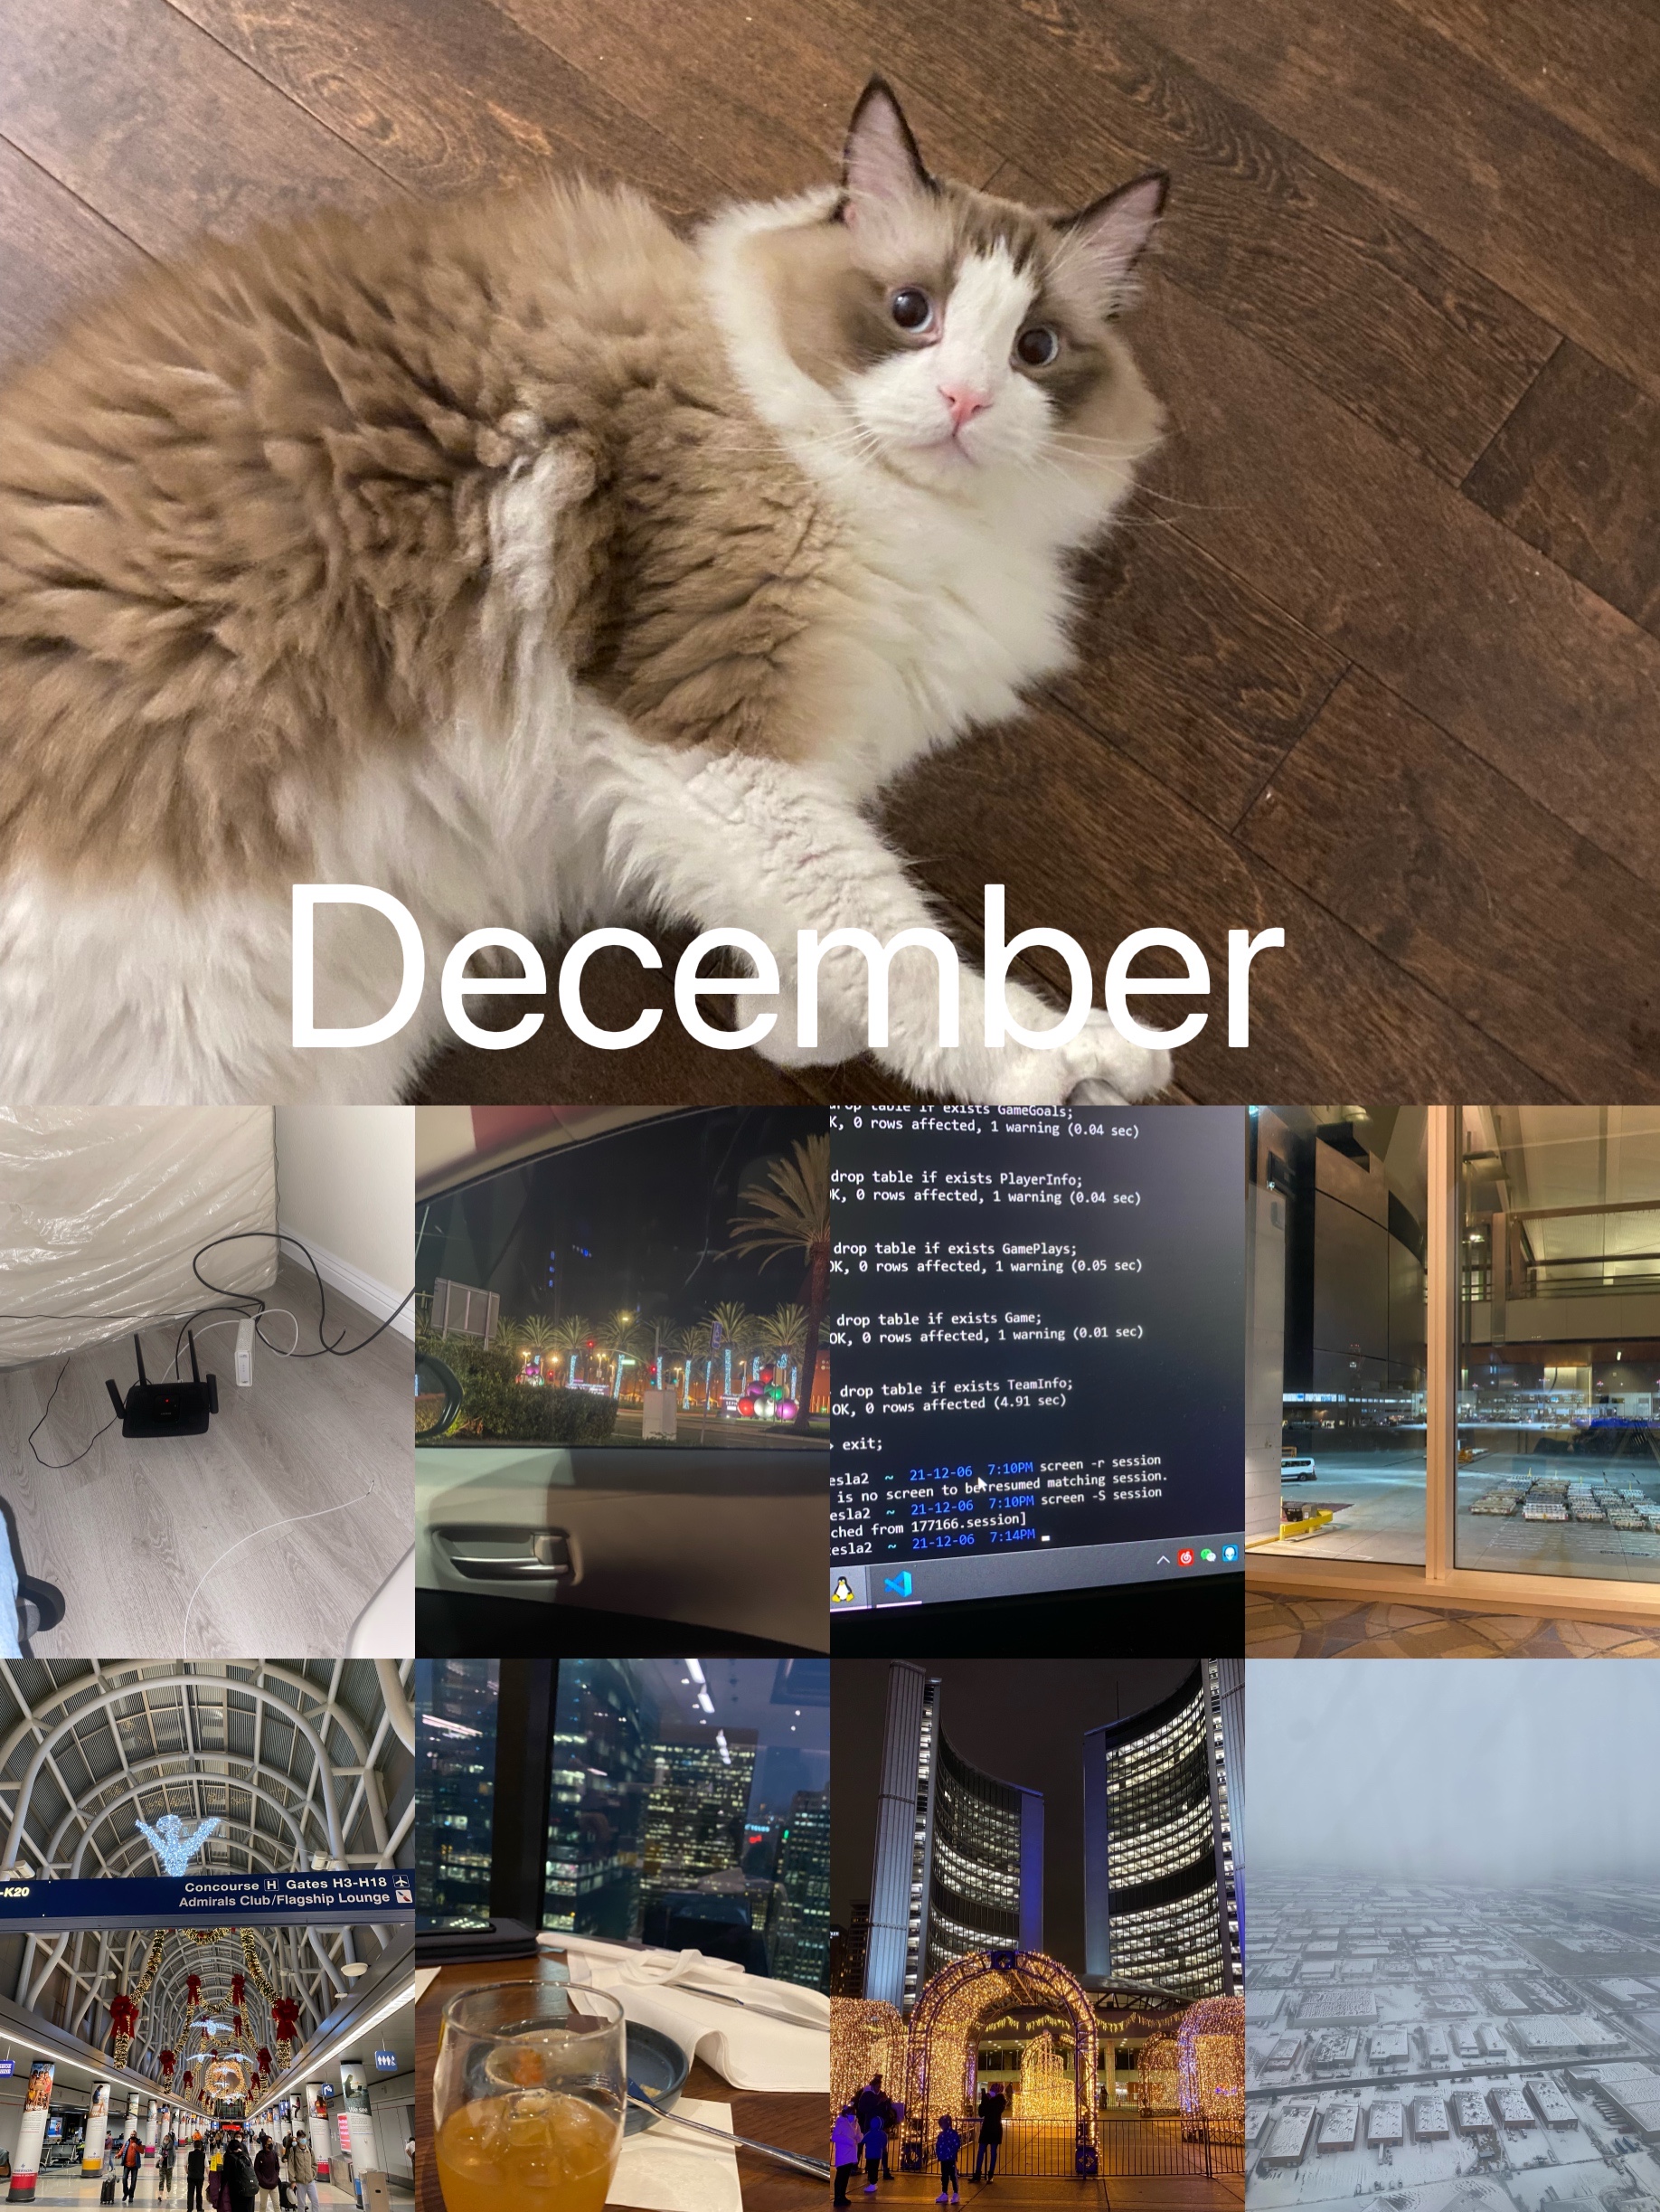 December
drop table if exists GameGoals;
K, 0 rows affected, 1 warning (0.04 sec)
drop table if exists PlayerInfo;
OK, 0 rows affected, 1 warning (0.04 sec)
drop table if exists GamePlays;
OK, 0 rows affected, 1 warning (0.05 sec)
drop table if exists Game;
OK, 0 rows affected, 1 warning (0.01 sec)
drop table if exists TeamInfo;
OK, 0 rows affected (4.91 sec)
> exit;
esla2 ~ 21-12-06 7:10PM screen -r session
is no screen to be resumed matching session.
esla2 ~ 21-12-06 7:10PM screen -S session
ched from 177166.session]
esla2 ~ 21-12-06 7:14PM
-K20
Concourse H Gates H3-H18
Admirals Club/Flagship Lounge